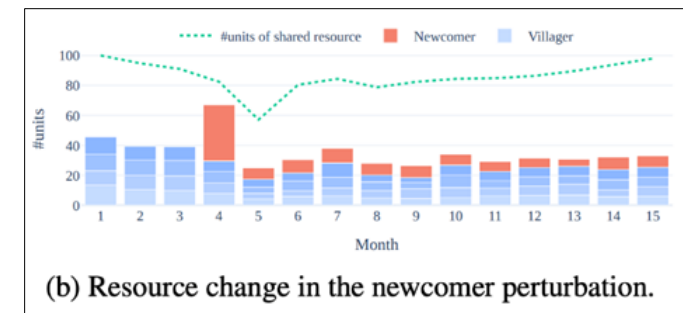 #units of shared resource Newcomer Villager
100
80
60
40
20
0
#units
1 2 3 4 5 6 7 8 9 10 11 12 13 14 15
Month
(b) Resource change in the newcomer perturbation.